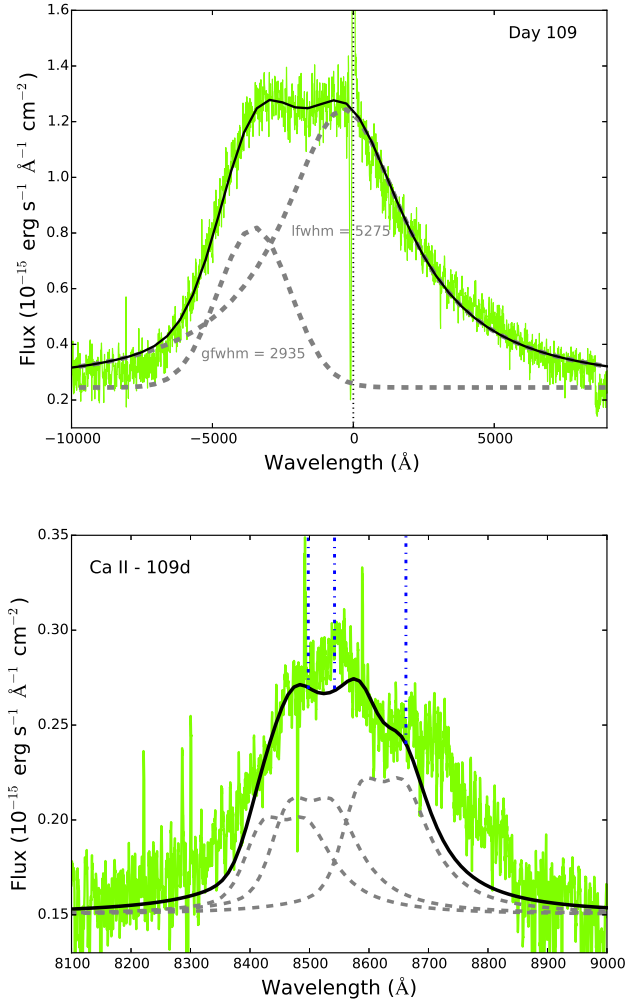 1.6
Day 109
1.4
1.2
1.0
0.8
0.6
0.4
0.2
lfwhm = 5275
gfwhm = 2935
Flux (10⁻¹⁵ erg s⁻¹ Å⁻¹ cm⁻²)
−10000 −5000 0 5000
Wavelength (Å)
0.35
Ca II - 109d
0.30
0.25
0.20
0.15
Flux (10⁻¹⁵ erg s⁻¹ Å⁻¹ cm⁻²)
8100 8200 8300 8400 8500 8600 8700 8800 8900 9000
Wavelength (Å)